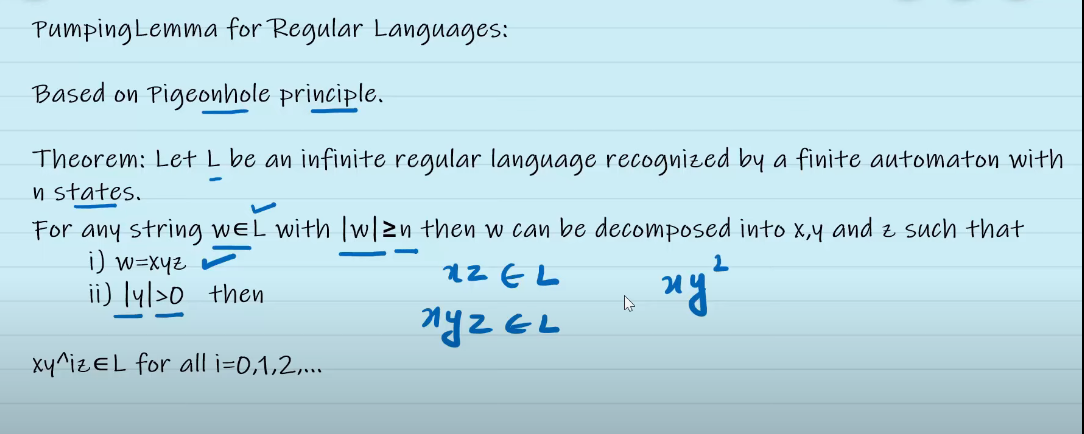 Pumping Lemma for Regular Languages:
Based on Pigeonhole principle.
Theorem: Let L be an infinite regular language recognized by a finite automaton with
n states.
For any string w∈L with |w|≥n then w can be decomposed into x,y and z such that
i) w=xyz
ii) |y|>0 then
xz ∈ L
xy²
xyz ∈ L
xy^iz∈L for all i=0,1,2,...